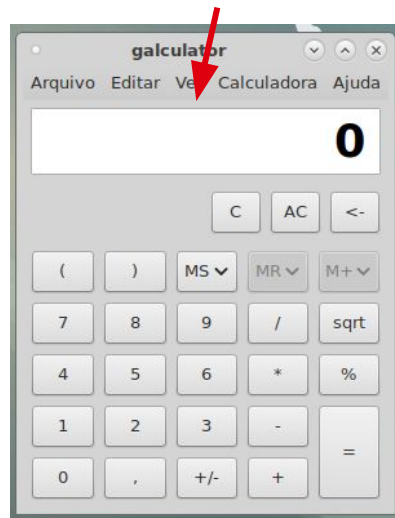 galculator
Arquivo Editar Ver Calculadora Ajuda
0
C AC <-
( ) MS MR M+
7 8 9 / sqrt
4 5 6 * %
1 2 3 -
0 , +/- + =